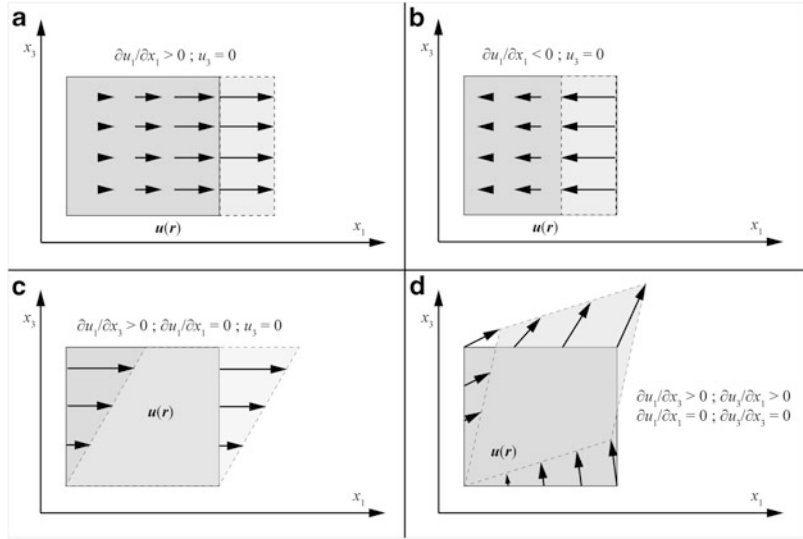 a
x₃
∂u₁/∂x₁ > 0 ; u₃ = 0
u(r)
x₁
b
x₃
∂u₁/∂x₁ < 0 ; u₃ = 0
u(r)
x₁
c
x₃
∂u₁/∂x₃ > 0 ; ∂u₁/∂x₁ = 0 ; u₃ = 0
u(r)
x₁
d
x₃
∂u₁/∂x₃ > 0 ; ∂u₃/∂x₁ > 0
∂u₁/∂x₁ = 0 ; ∂u₃/∂x₃ = 0
u(r)
x₁